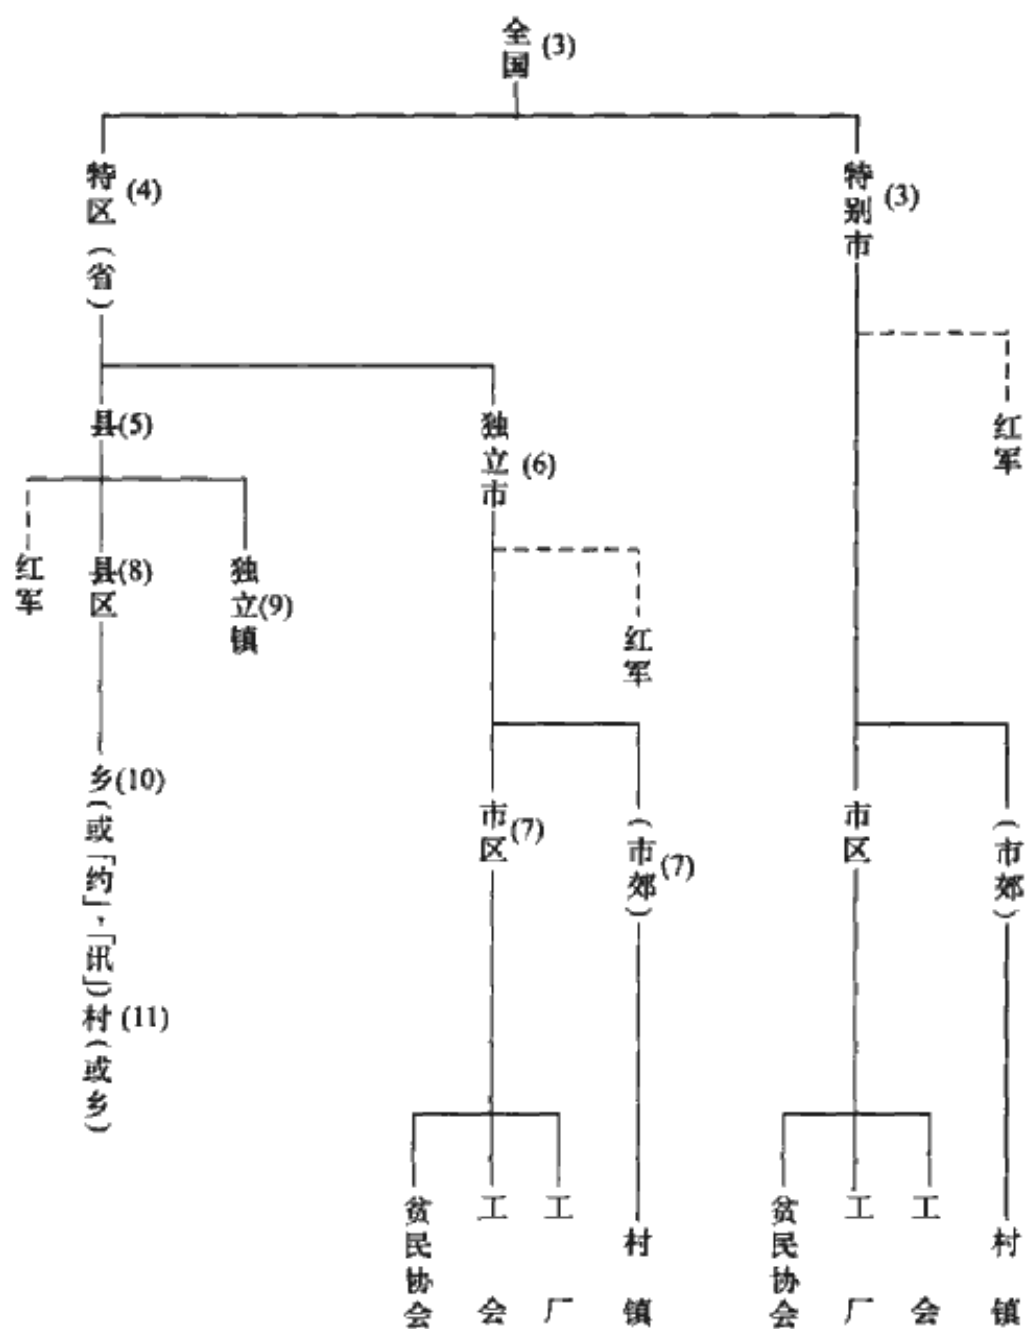 全国(3)
特区(省)(4)
特别市(3)
县(5)
独立市(6)
红军
红军
县区(8)
独立镇(9)
红军
乡(10)(或「约」,「讯」)
市区(7)
(市郊)(7)
市区
(市郊)
村(11)(或乡)
贫民协会
工会
工厂
村镇
贫民协会
工厂
工会
村镇